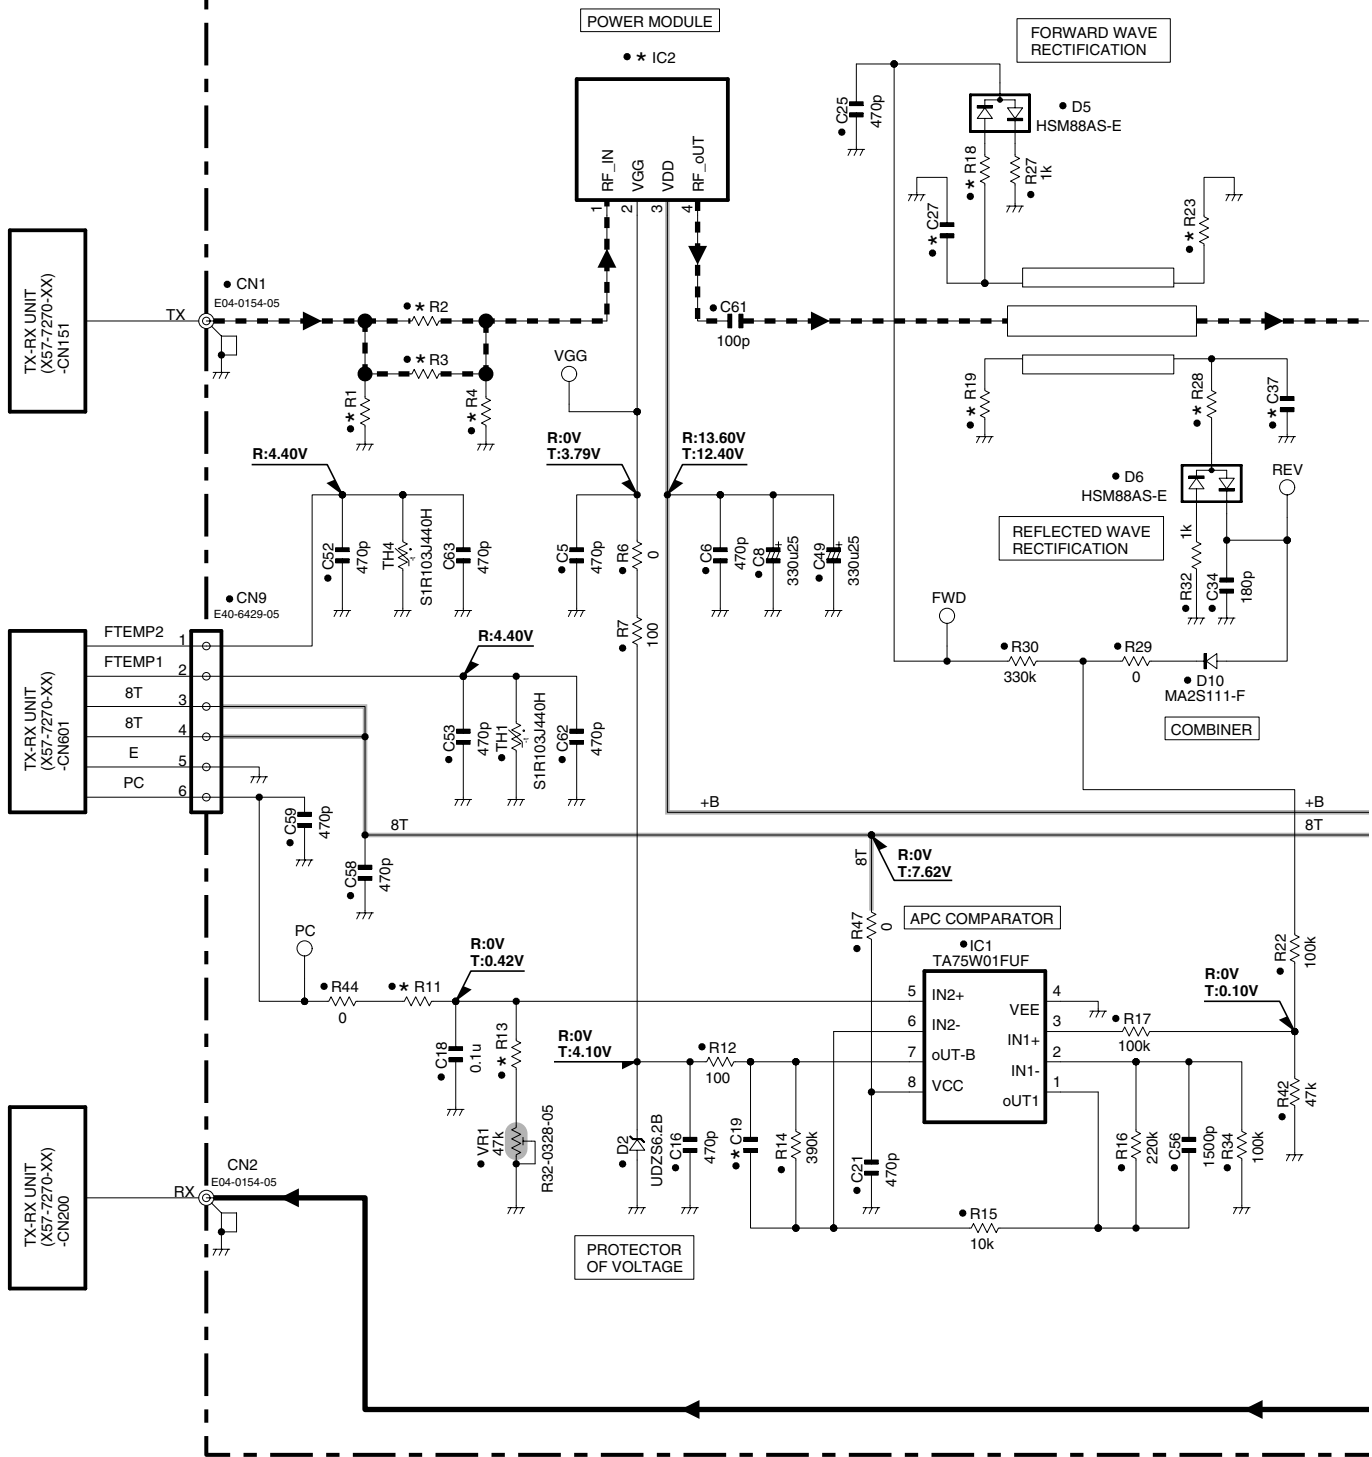 POWER MODULE
● * IC2
RF_IN
VGG
VDD
RF_oUT
1
2
3
4
FORWARD WAVE
RECTIFICATION
● C25
470p
● D5
HSM88AS-E
● * R18
● R27
1k
● * C27
● * R23
TX-RX UNIT
(X57-7270-XX)
-CN151
TX
● CN1
E04-0154-05
● * R2
● * R3
● * R1
● * R4
VGG
● C61
100p
● * R19
● * R28
● * C37
R:4.40V
R:0V
T:3.79V
R:13.60V
T:12.40V
● D6
HSM88AS-E
REV
REFLECTED WAVE
RECTIFICATION
● C52
470p
TH4
S1R103J440H
C63
470p
● C5
470p
● R6
0
● C6
470p
● C8
+
330u25
● C49
+
330u25
1k
● R32
● C34
180p
● R7
100
FWD
● CN9
E40-6429-05
TX-RX UNIT
(X57-7270-XX)
-CN601
FTEMP2
1
FTEMP1
2
8T
3
8T
4
E
5
PC
6
R:4.40V
● R30
330k
● R29
0
● D10
MA2S111-F
COMBINER
● C53
470p
● TH1
S1R103J440H
● C62
470p
+B
+B
● C59
470p
8T
8T
● C58
470p
8T
R:0V
T:7.62V
● R47
0
APC COMPARATOR
● IC1
TA75W01FUF
PC
R:0V
T:0.42V
● R22
100k
R:0V
T:0.10V
● R44
0
● * R11
5
IN2+
6
IN2-
7
oUT-B
8
VCC
4
VEE
3
IN1+
2
IN1-
1
oUT1
● R17
100k
● C18
0.1u
● * R13
R:0V
T:4.10V
● R12
100
● R42
47k
● VR1
47k
R32-0328-05
● D2
UDZS6.2B
● C16
470p
● * C19
● R14
390k
● C21
470p
● R16
220k
● C56
1500p
● R34
100k
TX-RX UNIT
(X57-7270-XX)
-CN200
RX
CN2
E04-0154-05
● R15
10k
PROTECTOR
OF VOLTAGE